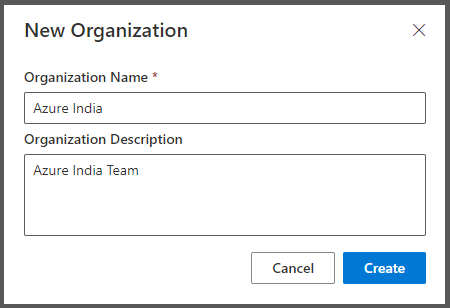 New Organization
Organization Name *
Azure India
Organization Description
Azure India Team
Cancel
Create